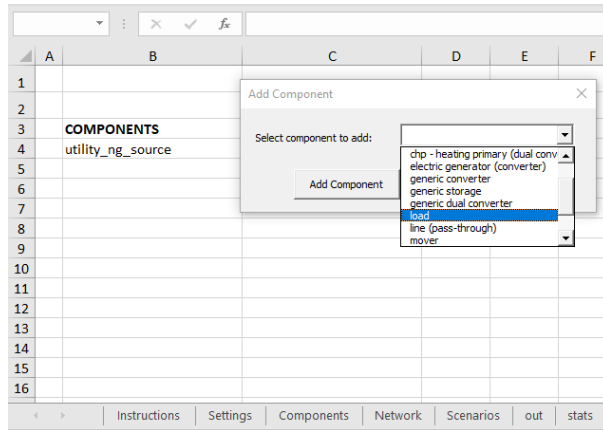 fx
A B C D E F
1
Add Component
2
3 COMPONENTS
Select component to add:
4 utility_ng_source
chp - heating primary (dual conv
5
electric generator (converter)
generic converter
6
Add Component
generic storage
7
generic dual converter
load
8
line (pass-through)
mover
9
10
11
12
13
14
15
16
Instructions Settings Components Network Scenarios out stats